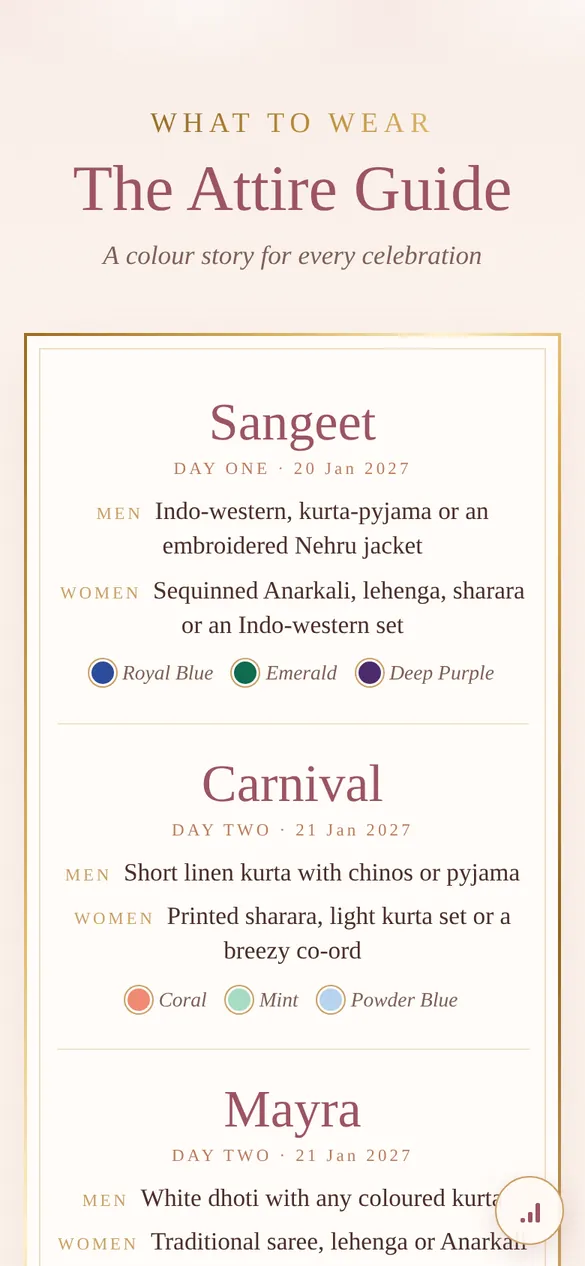 WHAT TO WEAR
The Attire Guide
A colour story for every celebration
Sangeet
DAY ONE · 20 Jan 2027
MEN Indo-western, kurta-pyjama or an
embroidered Nehru jacket
WOMEN Sequinned Anarkali, lehenga, sharara
or an Indo-western set
Royal Blue Emerald Deep Purple
Carnival
DAY TWO · 21 Jan 2027
MEN Short linen kurta with chinos or pyjama
WOMEN Printed sharara, light kurta set or a
breezy co-ord
Coral Mint Powder Blue
Mayra
DAY TWO · 21 Jan 2027
MEN White dhoti with any coloured kurta
WOMEN Traditional saree, lehenga or Anarkali